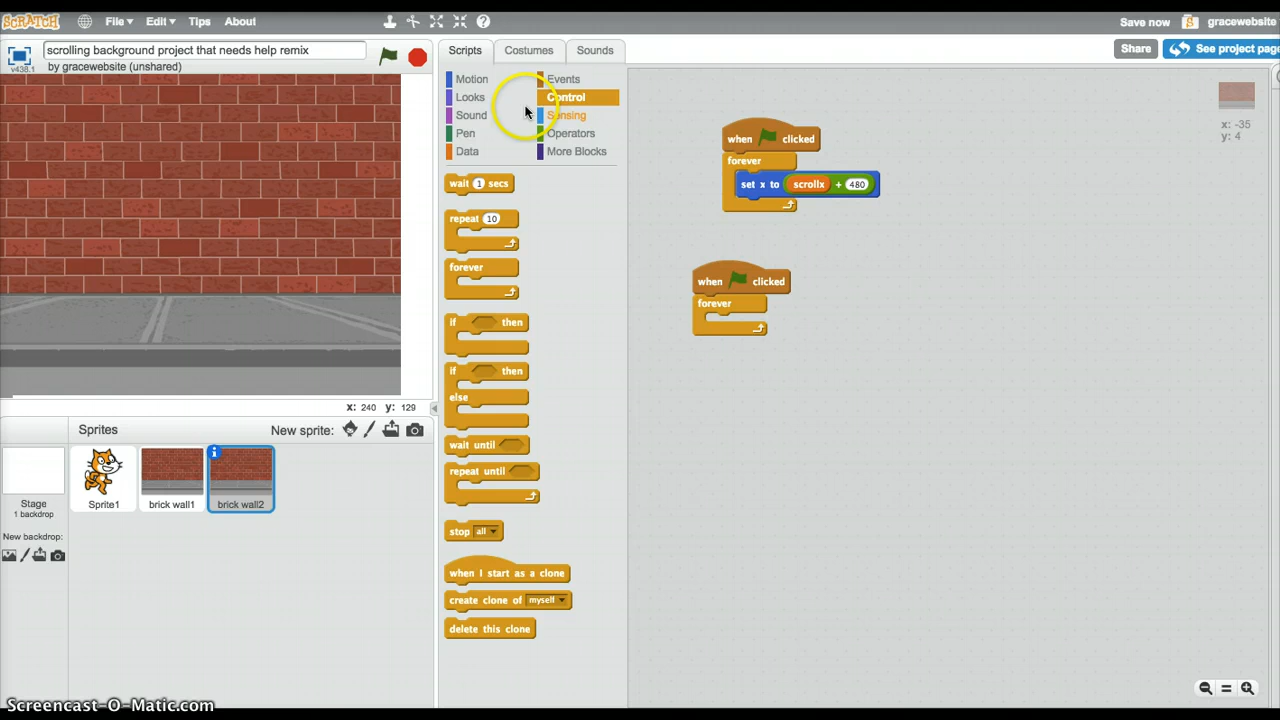 SCRATCH File Edit Tips About Save now gracewebsite
v438.1 scrolling background project that needs help remix
by gracewebsite (unshared)
Scripts Costumes Sounds Share See project page
Motion Events
Looks Control
Sound Sensing
Pen Operators
Data More Blocks
wait 1 secs
repeat 10
forever
if then
if then
else
wait until
repeat until
stop all
when I start as a clone
create clone of myself
delete this clone
when clicked
forever
set x to scrollx + 480
when clicked
forever
x: -35
y: 4
x: 240 y: 129
Sprites New sprite:
Stage
1 backdrop
New backdrop:
Sprite1 brick wall1 brick wall2
i
Screencast-O-Matic.com